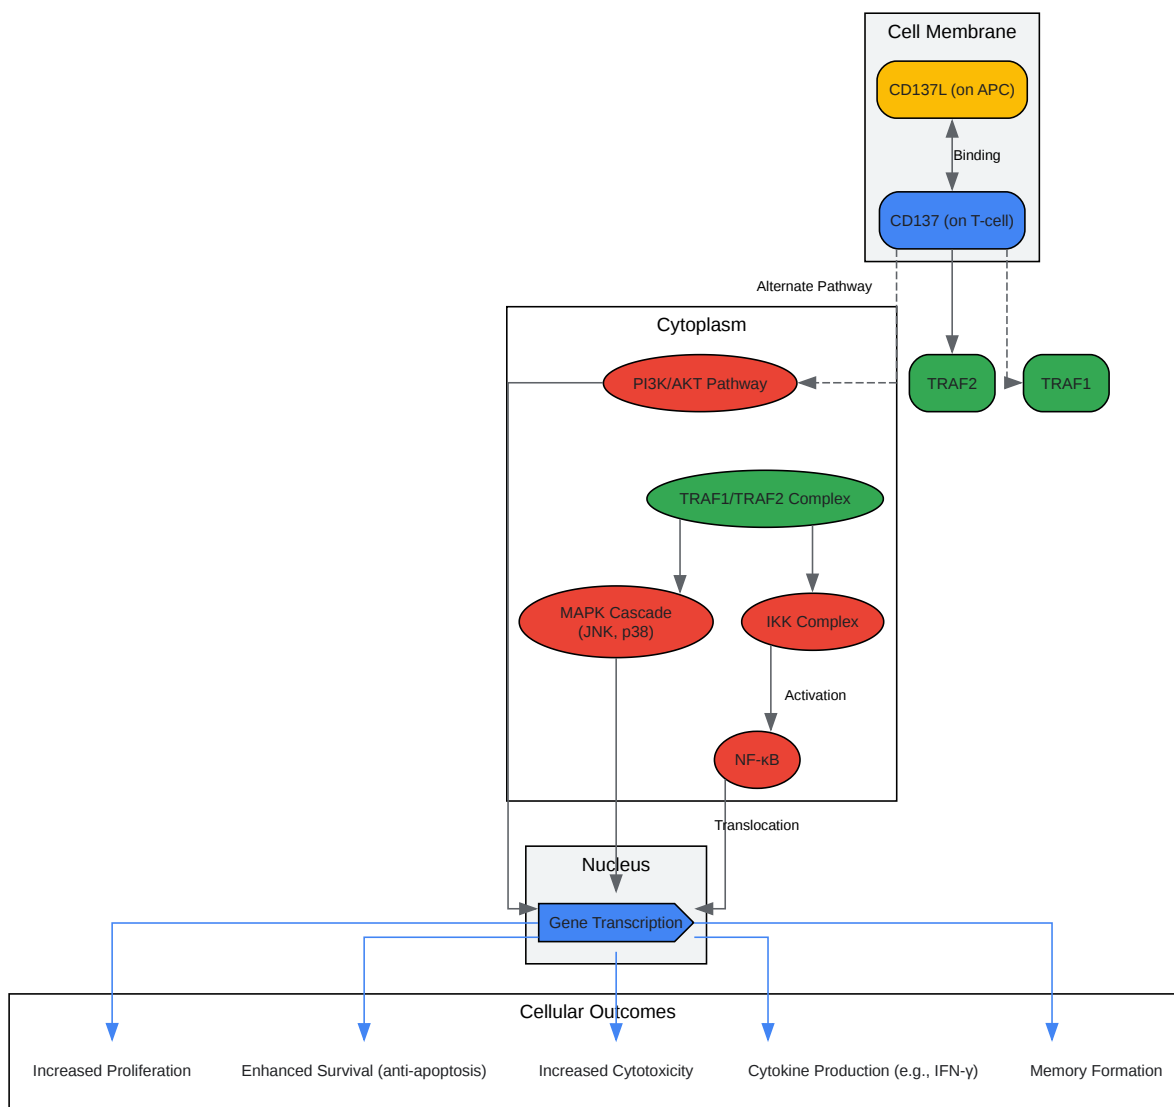 Cell Membrane
CD137L (on APC)
Binding
CD137 (on T-cell)
Alternate Pathway
Cytoplasm
PI3K/AKT Pathway
TRAF2
TRAF1
TRAF1/TRAF2 Complex
MAPK Cascade
(JNK, p38)
IKK Complex
Activation
NF-κB
Translocation
Nucleus
Gene Transcription
Cellular Outcomes
Increased Proliferation
Enhanced Survival (anti-apoptosis)
Increased Cytotoxicity
Cytokine Production (e.g., IFN-γ)
Memory Formation